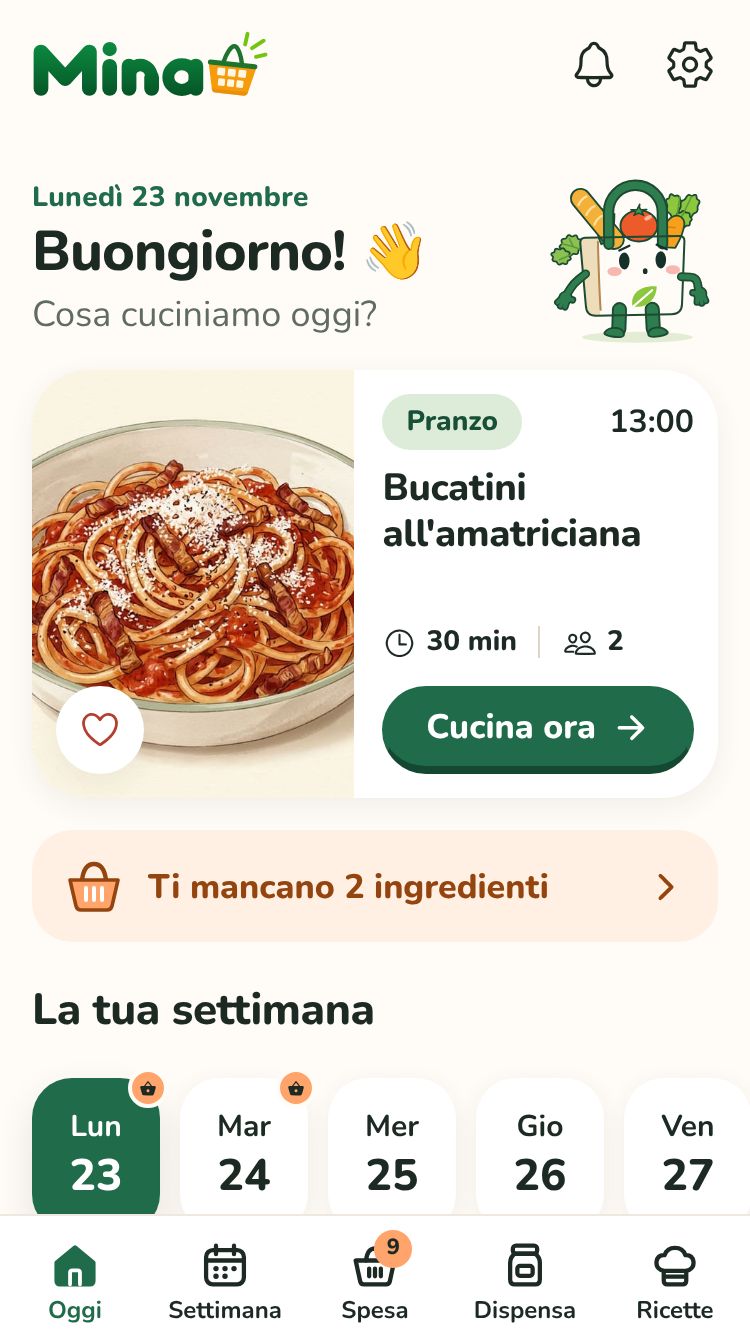 Mina
Lunedì 23 novembre
Buongiorno! 👋
Cosa cuciniamo oggi?
Pranzo
13:00
Bucatini
all'amatriciana
30 min
2
Cucina ora →
Ti mancano 2 ingredienti
La tua settimana
Lun
23
Mar
24
Mer
25
Gio
26
Ven
27
9
Oggi
Settimana
Spesa
Dispensa
Ricette